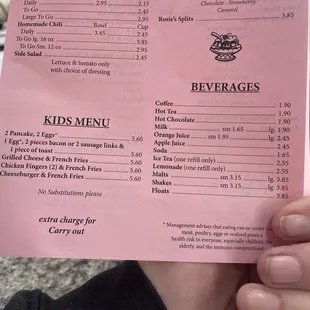 Daily 2.95 2.15
To Go 2.45
Large To Go 2.95
Homemade Chili Bowl Cup
Daily 3.45 2.45
To Go lg. 16 oz 3.85
To Go Sm. 12 oz 2.95
Side Salad 2.45
Lettuce & tomato only
with choice of dressing
KIDS MENU
2 Pancake, 2 Eggs* 5.60
1 Egg*, 2 pieces bacon or 2 sausage links &
1 piece of toast 5.60
Grilled Cheese & French Fries 5.60
Chicken Fingers (2) & French Fries 5.60
Cheeseburger & French Fries 5.60
No Substitutions please
extra charge for
Carry out
Chocolate - Strawberry
Caramel
Rosie's Splits 3.85
BEVERAGES
Coffee 1.90
Hot Tea 1.90
Hot Chocolate 1.90
Milk sm 1.65 lg. 1.90
Orange Juice sm 1.95 lg. 2.45
Apple Juice 2.45
Soda 1.65
Ice Tea (one refill only) 2.55
Lemonade (one refill only) 2.55
Malts sm 3.15 lg. 3.85
Shakes sm 3.15 lg. 3.85
Floats 3.85
* Management advises that eating raw or under
meat, poultry, eggs or seafood poses a
health risk to everyone, especially children,
elderly, and the immuno-compromised